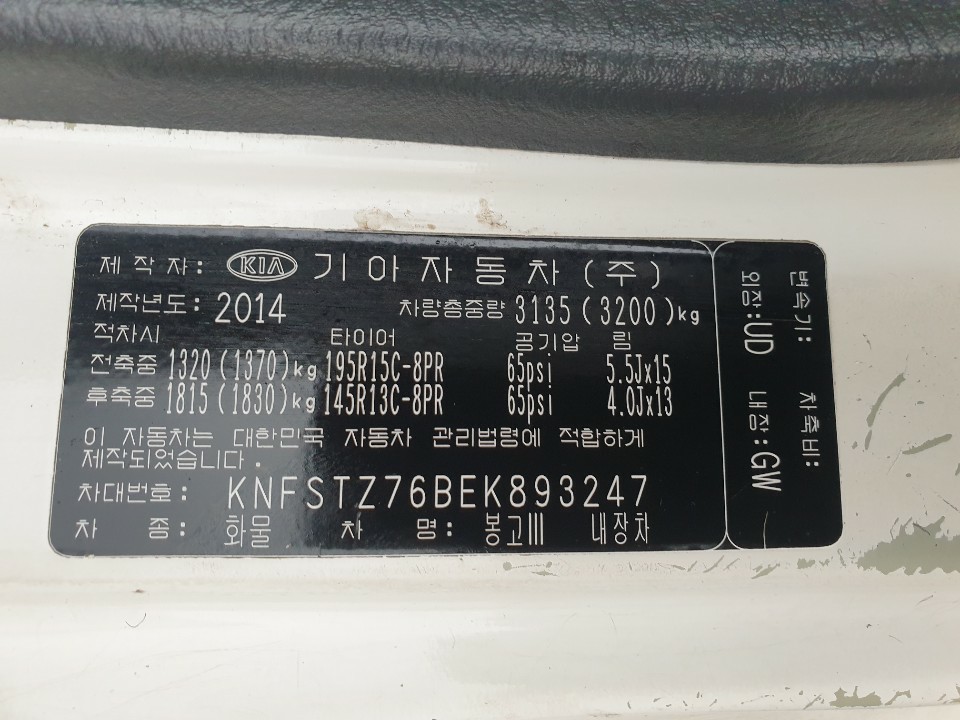 제 작 자: KIA 기아자동차(주)
제작년도: 2014 차량총중량 3135(3200)kg
적차시 타이어 공기압 림
전축중 1320(1370)kg 195R15C-8PR 65psi 5.5Jx15
후축중 1815(1830)kg 145R13C-8PR 65psi 4.0Jx13
이 자동차는 대한민국 자동차 관리법령에 적합하게
제작되었습니다.
차대번호: KNFSTZ76BEK893247
차 종: 화물 차 명: 봉고III 내장차
변속기: 차축비:
외장:UD 내장:GW